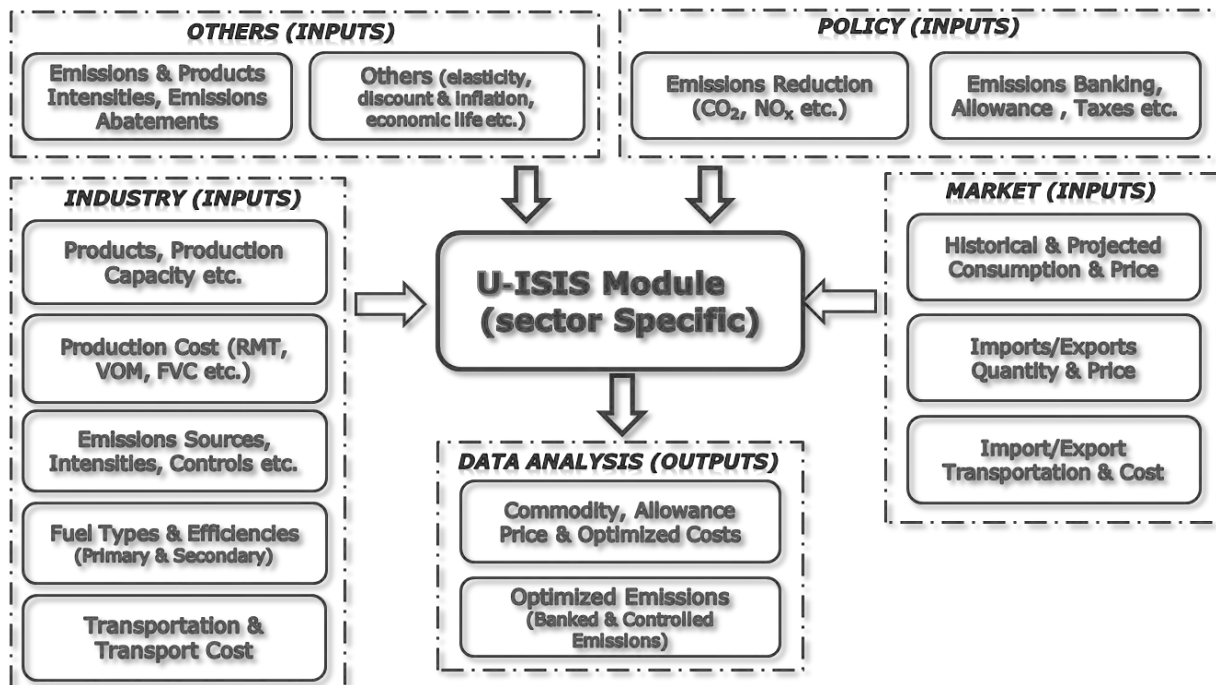 OTHERS (INPUTS)
Emissions & Products
Intensities, Emissions
Abatements
Others (elasticity,
discount & inflation,
economic life etc.)
POLICY (INPUTS)
Emissions Reduction
(CO₂, NOₓ etc.)
Emissions Banking,
Allowance , Taxes etc.
INDUSTRY (INPUTS)
Products, Production
Capacity etc.
Production Cost (RMT,
VOM, FVC etc.)
Emissions Sources,
Intensities, Controls etc.
Fuel Types & Efficiencies
(Primary & Secondary)
Transportation &
Transport Cost
U-ISIS Module
(sector Specific)
MARKET (INPUTS)
Historical & Projected
Consumption & Price
Imports/Exports
Quantity & Price
Import/Export
Transportation & Cost
DATA ANALYSIS (OUTPUTS)
Commodity, Allowance
Price & Optimized Costs
Optimized Emissions
(Banked & Controlled
Emissions)